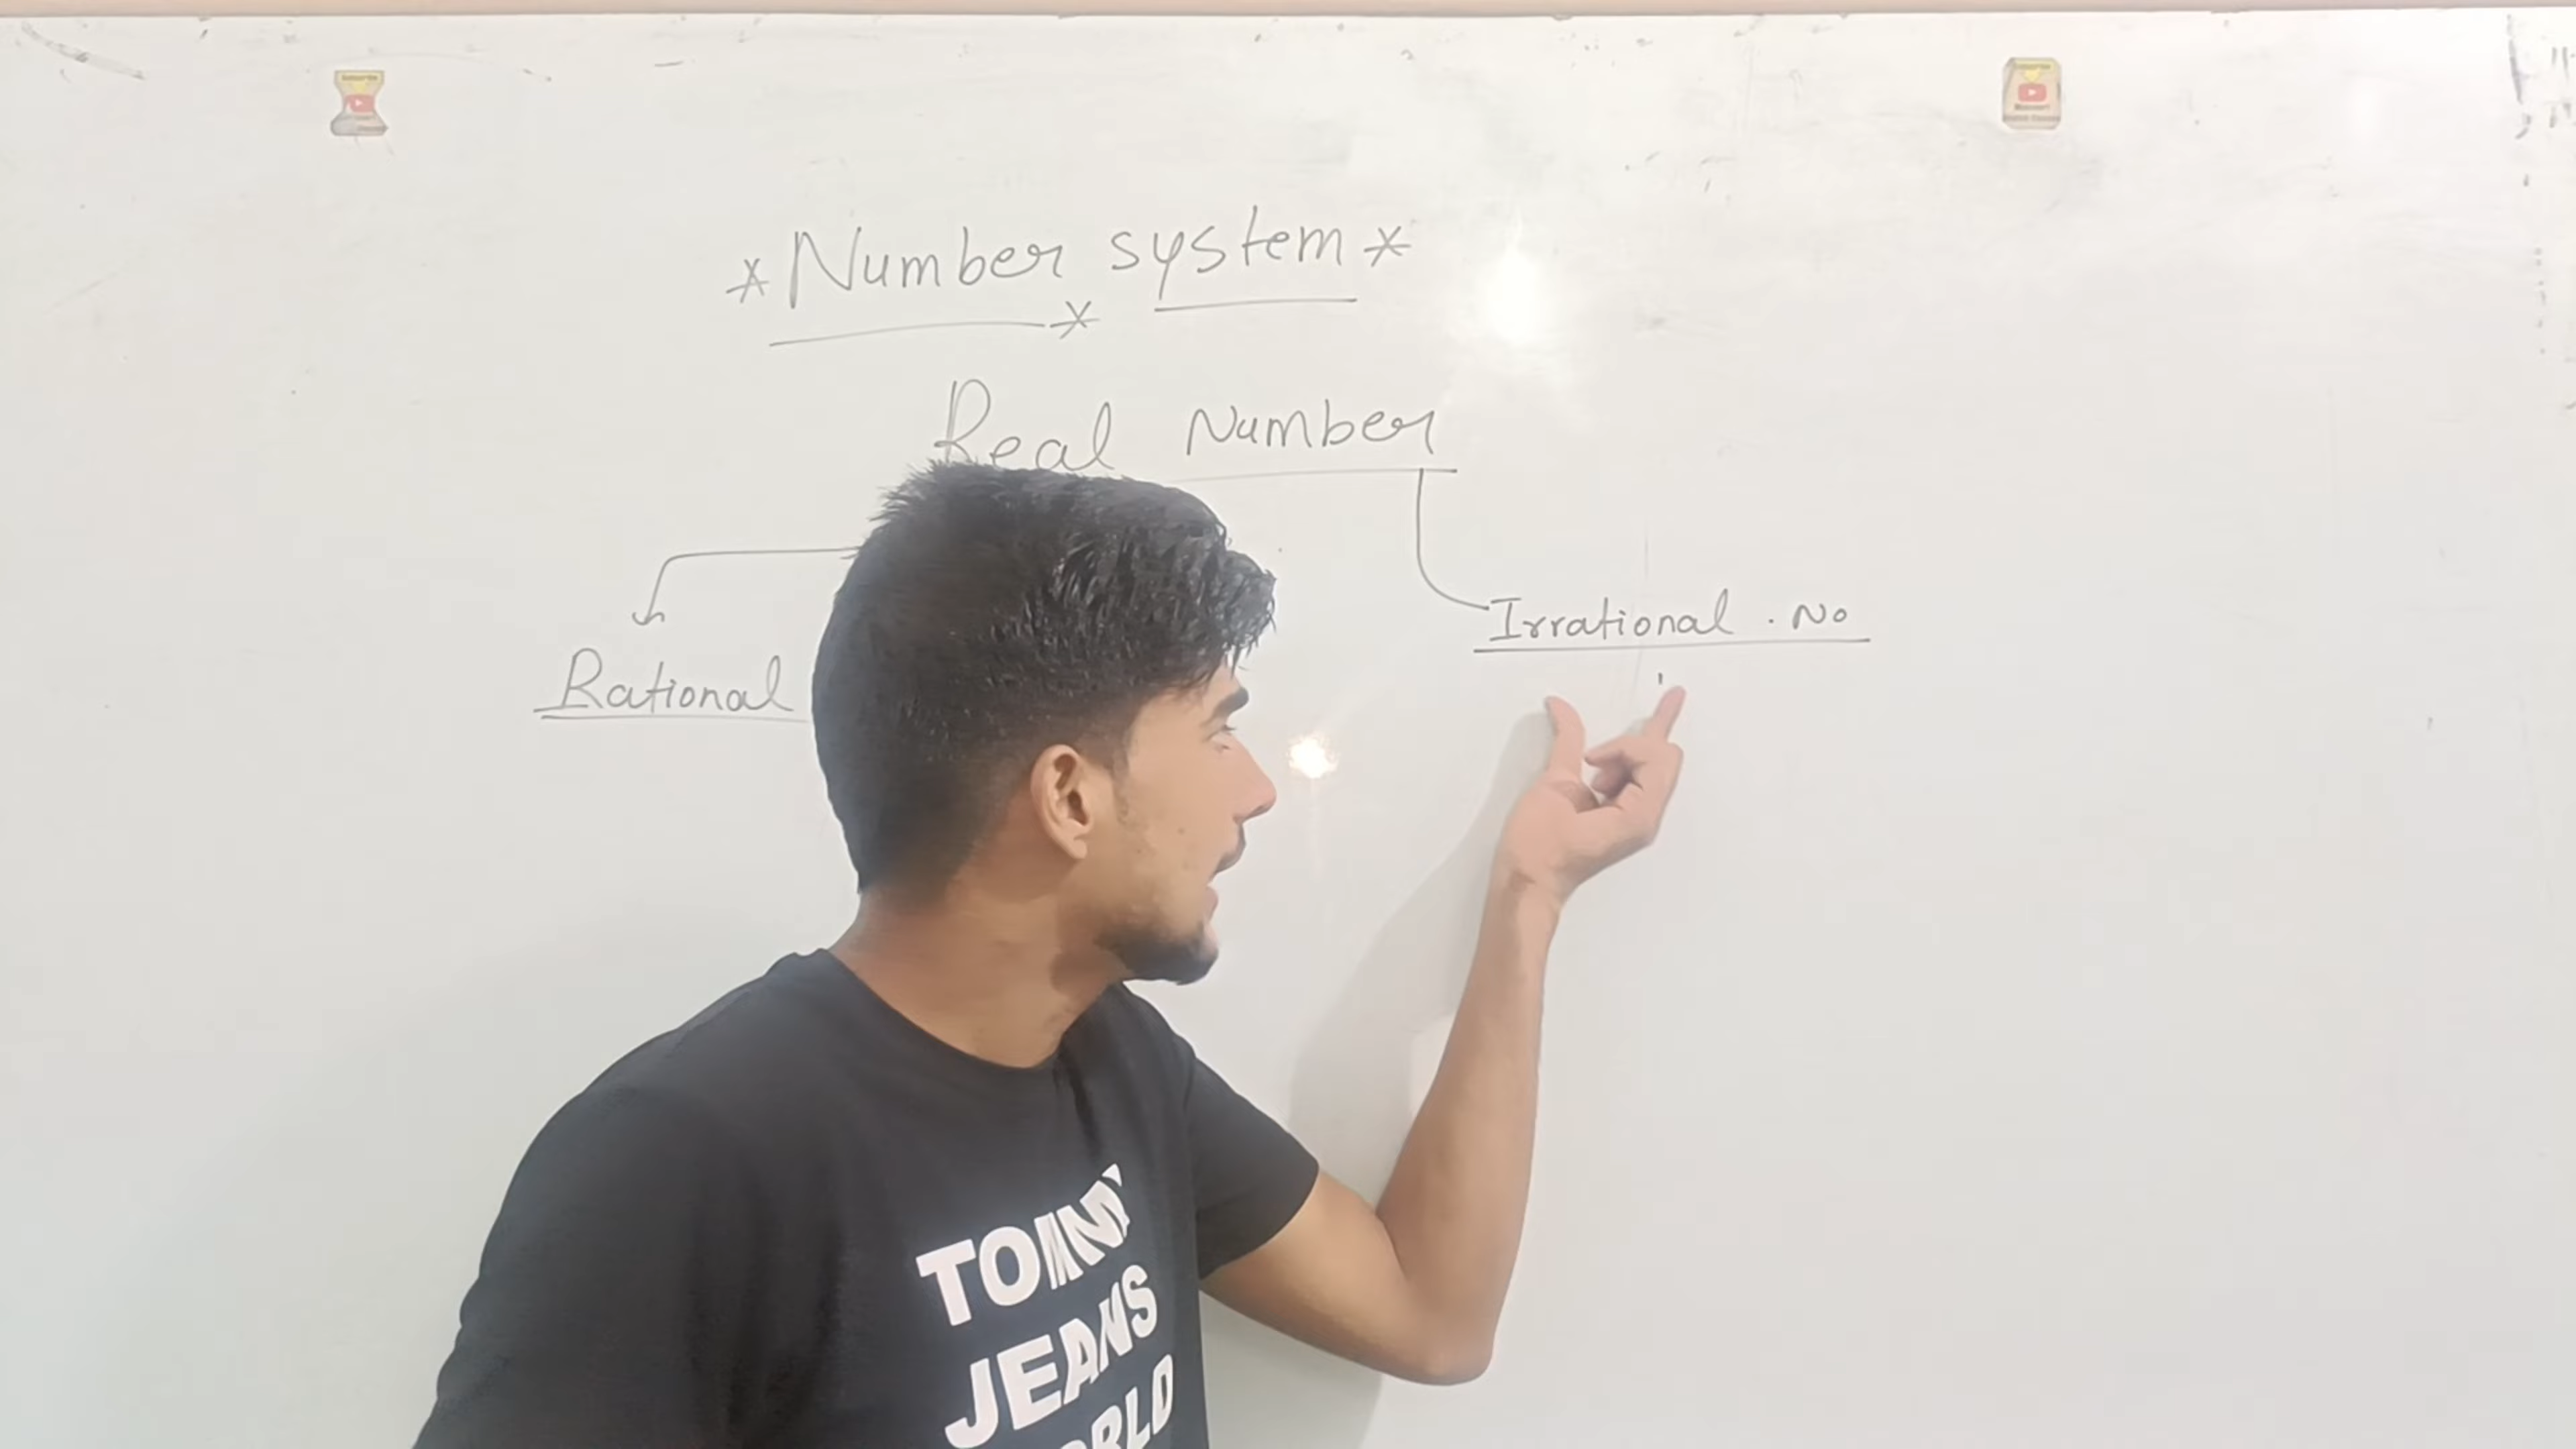 *Number system*
Real Number
Irrational . No
Rational
TOMMY
JEANS